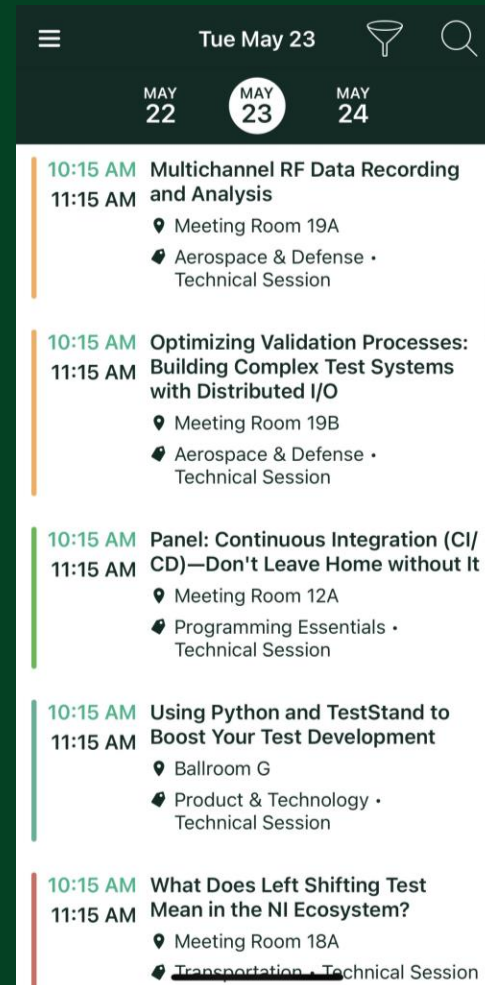 Tue May 23
MAY
22
MAY
23
MAY
24
10:15 AM
11:15 AM
Multichannel RF Data Recording
and Analysis
Meeting Room 19A
Aerospace & Defense •
Technical Session
10:15 AM
11:15 AM
Optimizing Validation Processes:
Building Complex Test Systems
with Distributed I/O
Meeting Room 19B
Aerospace & Defense •
Technical Session
10:15 AM
11:15 AM
Panel: Continuous Integration (CI/
CD)—Don't Leave Home without It
Meeting Room 12A
Programming Essentials •
Technical Session
10:15 AM
11:15 AM
Using Python and TestStand to
Boost Your Test Development
Ballroom G
Product & Technology •
Technical Session
10:15 AM
11:15 AM
What Does Left Shifting Test
Mean in the NI Ecosystem?
Meeting Room 18A
Transportation • Technical Session